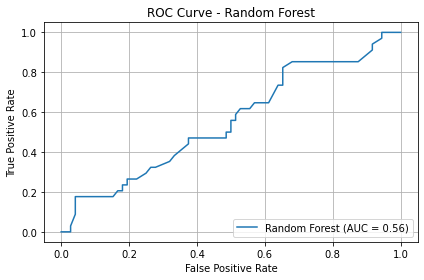 ROC Curve - Random Forest
True Positive Rate
1.0
0.8
0.6
0.4
0.2
0.0
Random Forest (AUC = 0.56)
0.0 0.2 0.4 0.6 0.8 1.0
False Positive Rate